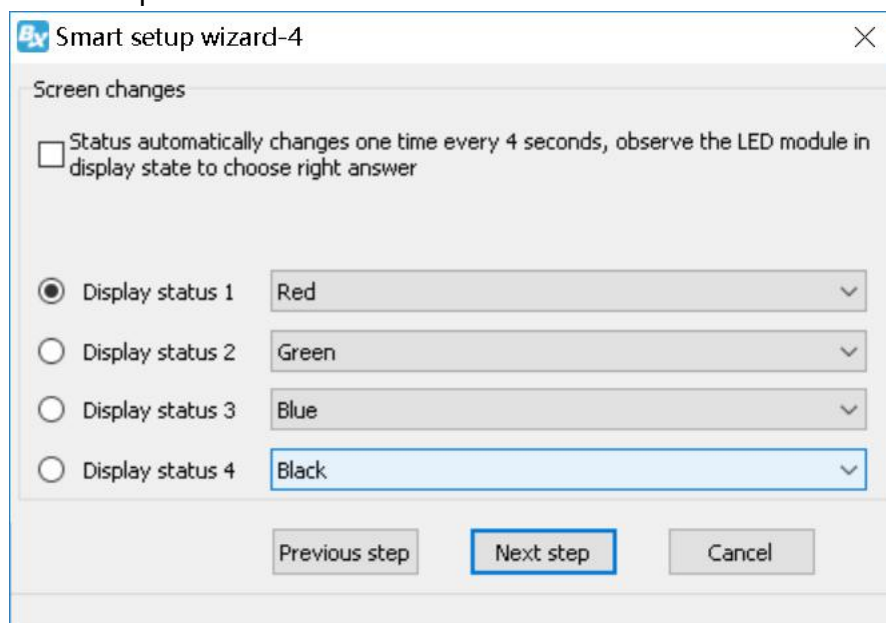 BX Smart setup wizard-4
Screen changes
Status automatically changes one time every 4 seconds, observe the LED module in
display state to choose right answer
Display status 1 Red
Display status 2 Green
Display status 3 Blue
Display status 4 Black
Previous step Next step Cancel